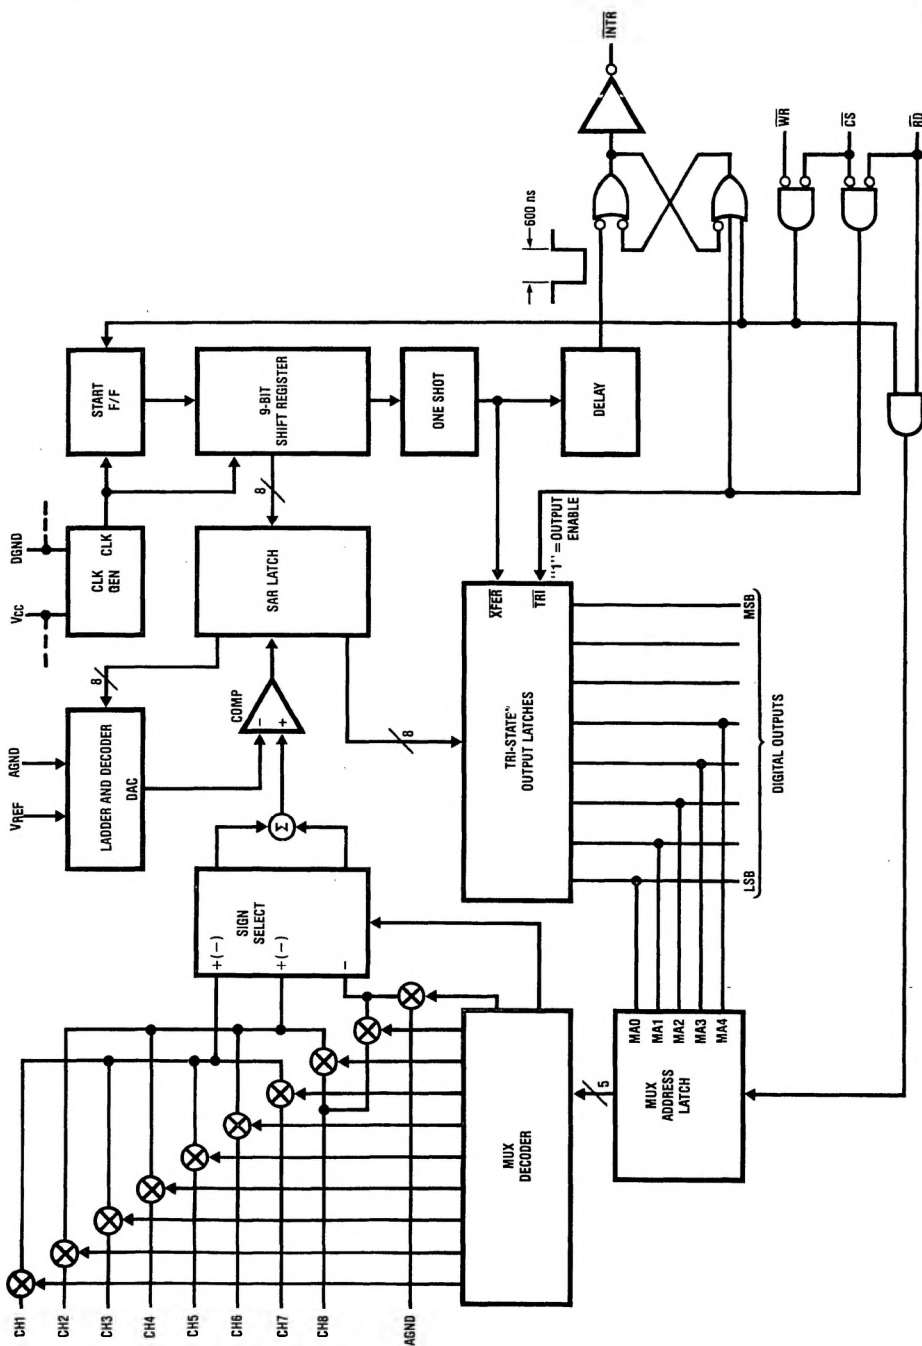 CH1
CH2
CH3
CH4
CH5
CH6
CH7
CH8
AGND
MUX
DECODER
+(−)
+(−)
−
SIGN
SELECT
Σ
VREF
AGND
LADDER AND DECODER
DAC
8
COMP
−
+
VCC
DGND
CLK
GEN
CLK
START
F/F
SAR LATCH
8
9-BIT
SHIFT REGISTER
ONE SHOT
DELAY
600 ns
INTR
8
XFER
TRI
"1" = OUTPUT
ENABLE
TRI-STATE
OUTPUT LATCHES
LSB
MSB
DIGITAL OUTPUTS
5
MUX
ADDRESS
LATCH
MA0
MA1
MA2
MA3
MA4
WR
CS
RD